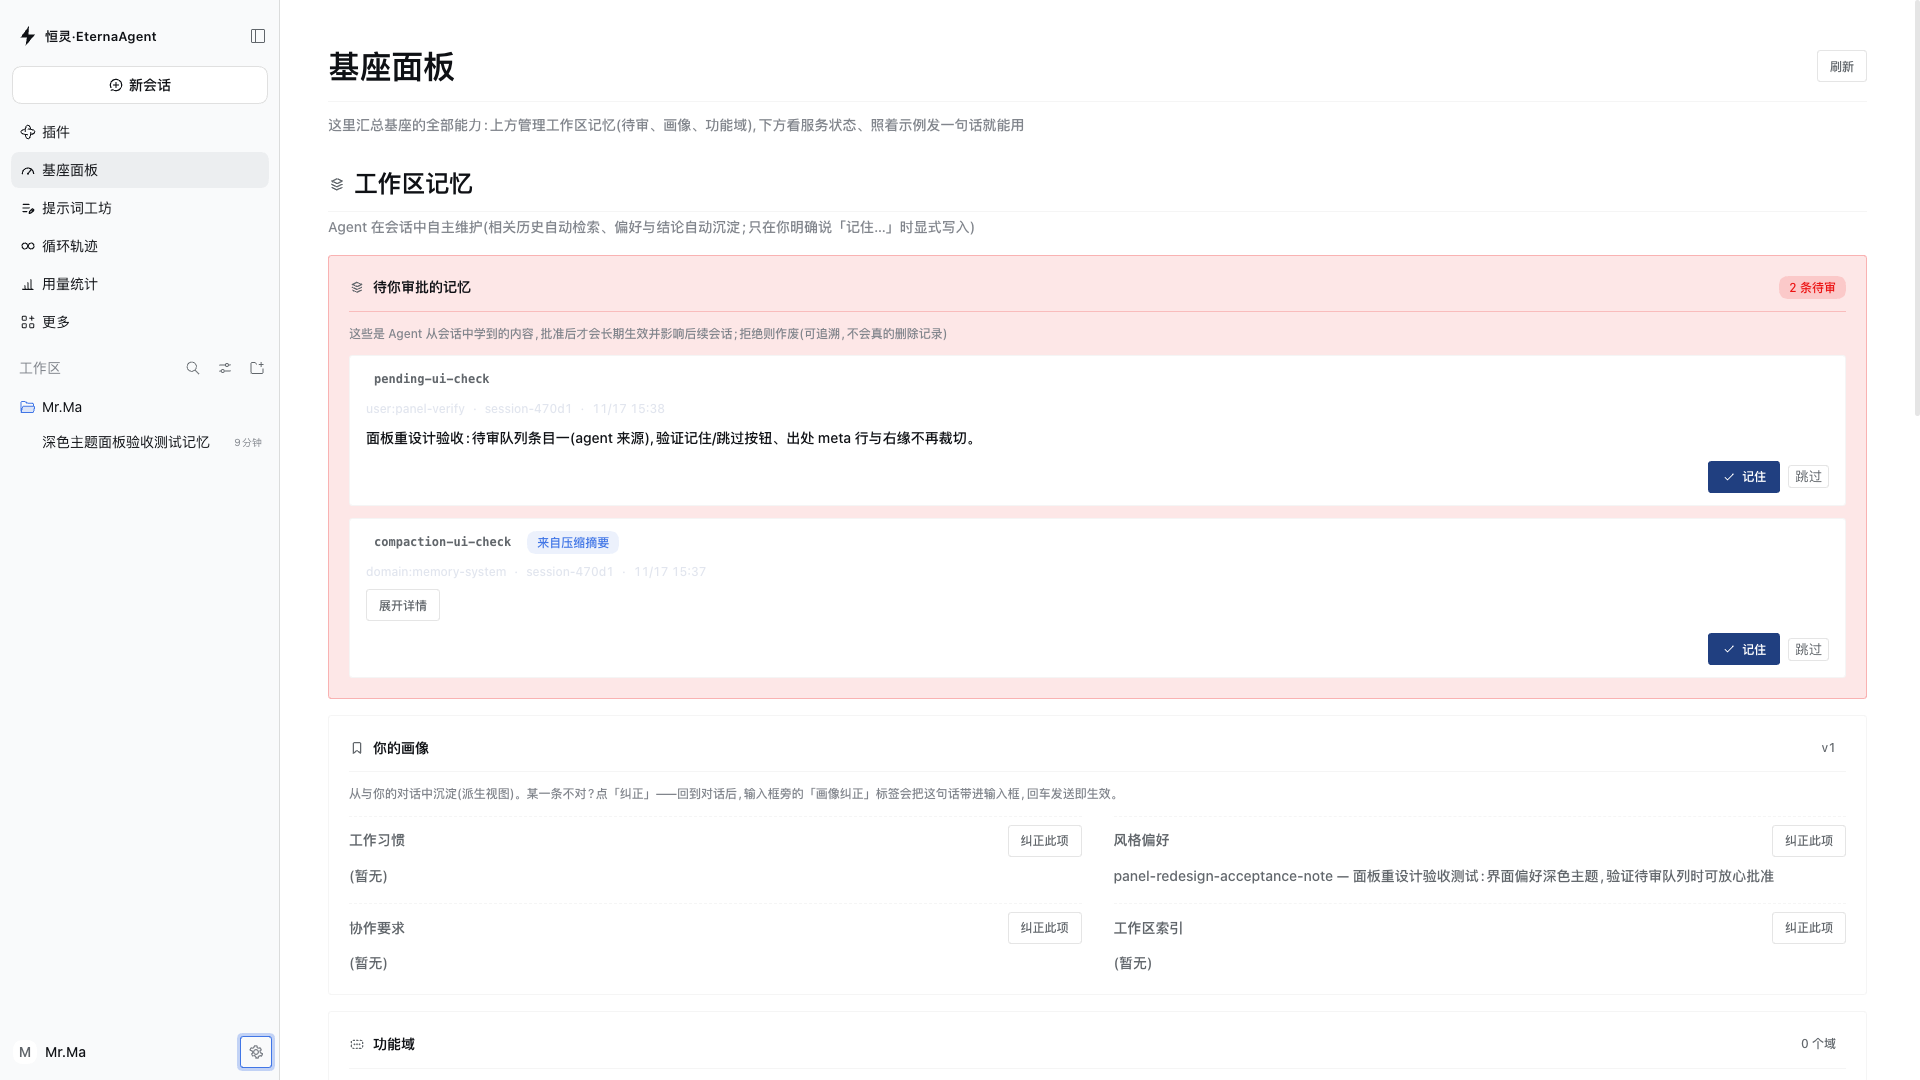 恒灵·EternaAgent
新会话
插件
基座面板
提示词工坊
循环轨迹
用量统计
更多
工作区
Mr.Ma
深色主题面板验收测试记忆 9分钟
M Mr.Ma
基座面板
刷新
这里汇总基座的全部能力:上方管理工作区记忆(待审、画像、功能域),下方看服务状态、照着示例发一句话就能用
工作区记忆
Agent 在会话中自主维护(相关历史自动检索、偏好与结论自动沉淀;只在你明确说「记住...」时显式写入)
待你审批的记忆 2 条待审
这些是 Agent 从会话中学到的内容,批准后才会长期生效并影响后续会话;拒绝则作废(可追溯,不会真的删除记录)
pending-ui-check
user:panel-verify · session-470d1 · 11/17 15:38
面板重设计验收:待审队列条目一(agent 来源),验证记住/跳过按钮、出处 meta 行与右缘不再裁切。
记住 跳过
compaction-ui-check 来自压缩摘要
domain:memory-system · session-470d1 · 11/17 15:37
展开详情
记住 跳过
你的画像 v1
从与你的对话中沉淀(派生视图)。某一条不对?点「纠正」——回到对话后,输入框旁的「画像纠正」标签会把这句话带进输入框,回车发送即生效。
工作习惯 纠正此项
(暂无)
风格偏好 纠正此项
panel-redesign-acceptance-note — 面板重设计验收测试:界面偏好深色主题,验证待审队列时可放心批准
协作要求 纠正此项
(暂无)
工作区索引 纠正此项
(暂无)
功能域 0 个域